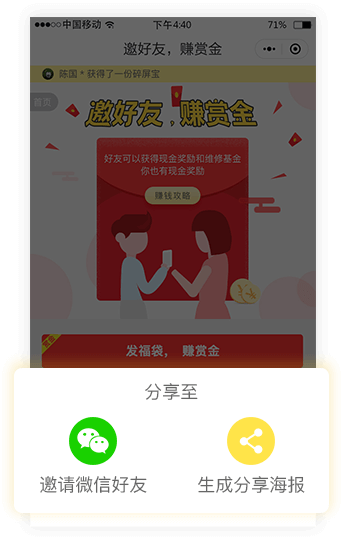 中国移动 下午4:40 71%
邀好友，赚赏金
陈国 * 获得了一份碎屏宝
首页
邀好友，赚赏金
好友可以获得现金奖励和维修基金
你也有现金奖励
赚钱攻略
发福袋， 赚赏金
分享至
邀请微信好友
生成分享海报